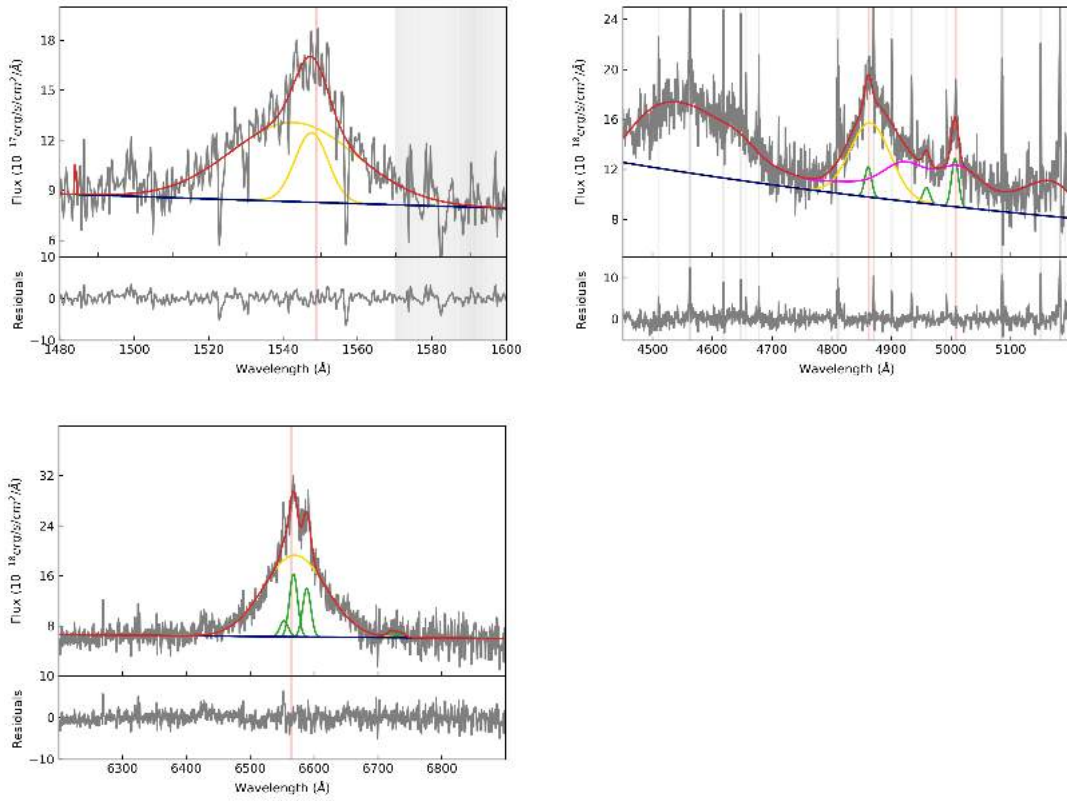 18
15
12
9
6
Flux (10⁻¹⁷erg/s/cm²/Å)
10
0
−10
Residuals
1480 1500 1520 1540 1560 1580 1600
Wavelength (Å)
24
20
16
12
8
Flux (10⁻¹⁸erg/s/cm²/Å)
10
0
Residuals
4500 4600 4700 4800 4900 5000 5100
Wavelength (Å)
32
24
16
8
Flux (10⁻¹⁸erg/s/cm²/Å)
10
0
−10
Residuals
6300 6400 6500 6600 6700 6800
Wavelength (Å)